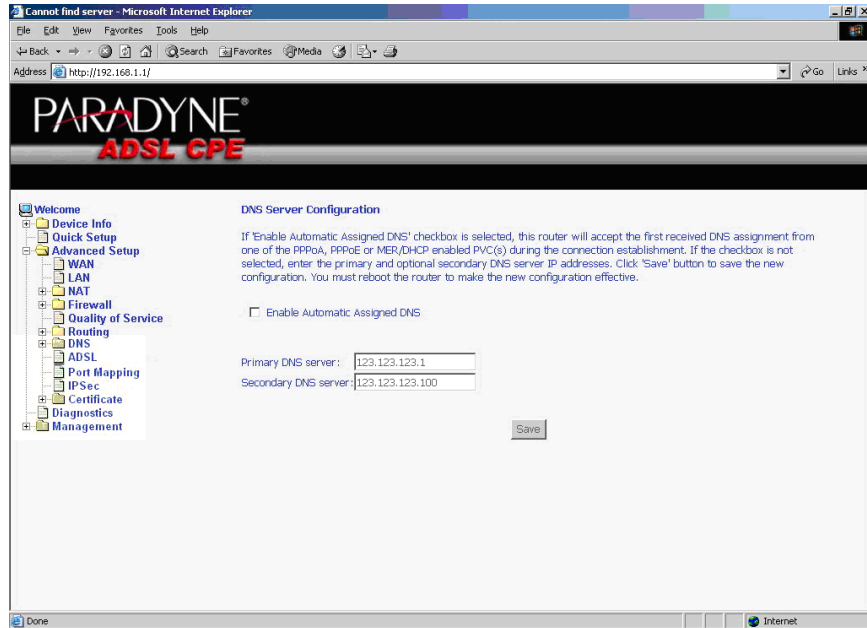 Cannot find server - Microsoft Internet Explorer
File Edit View Favorites Tools Help
Back Search Favorites Media
Address http://192.168.1.1/ Go Links »
PARADYNE®
ADSL CPE
Welcome
Device Info
Quick Setup
Advanced Setup
WAN
LAN
NAT
Firewall
Quality of Service
Routing
DNS
ADSL
Port Mapping
IPSec
Certificate
Diagnostics
Management
DNS Server Configuration
If 'Enable Automatic Assigned DNS' checkbox is selected, this router will accept the first received DNS assignment from
one of the PPPoA, PPPoE or MER/DHCP enabled PVC(s) during the connection establishment. If the checkbox is not
selected, enter the primary and optional secondary DNS server IP addresses. Click 'Save' button to save the new
configuration. You must reboot the router to make the new configuration effective.
Enable Automatic Assigned DNS
Primary DNS server: 123.123.123.1
Secondary DNS server: 123.123.123.100
Save
Done Internet